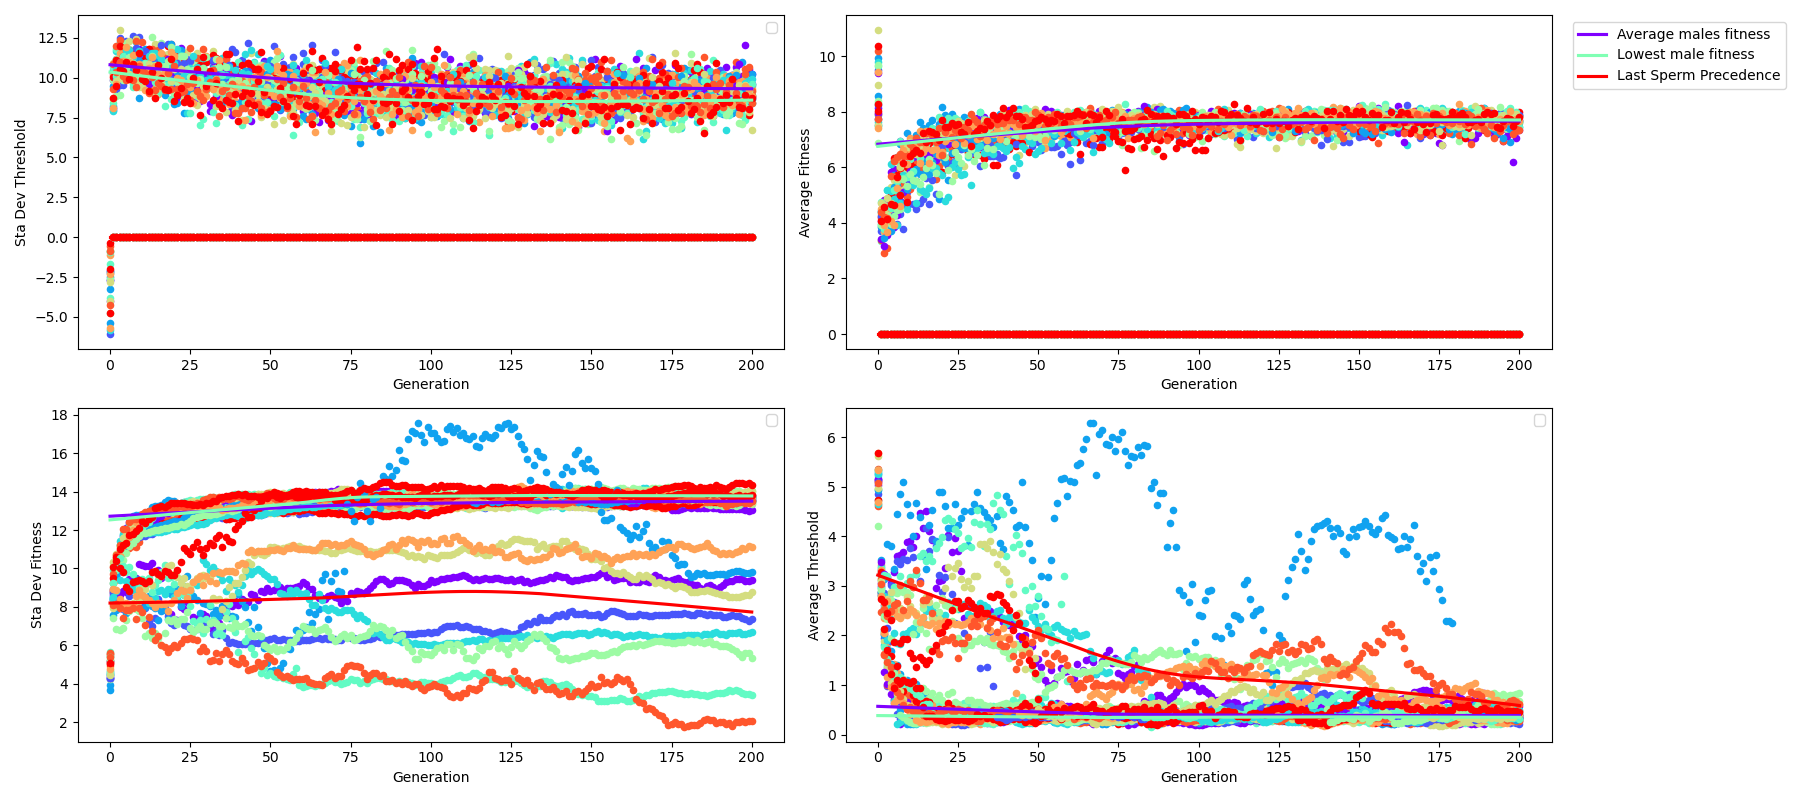 12.5
10.0
7.5
5.0
2.5
0.0
−2.5
−5.0
Sta Dev Threshold
0 25 50 75 100 125 150 175 200
Generation
10
8
6
4
2
0
Average Fitness
0 25 50 75 100 125 150 175 200
Generation
Average males fitness
Lowest male fitness
Last Sperm Precedence
18
16
14
12
10
8
6
4
2
Sta Dev Fitness
0 25 50 75 100 125 150 175 200
Generation
6
5
4
3
2
1
0
Average Threshold
0 25 50 75 100 125 150 175 200
Generation